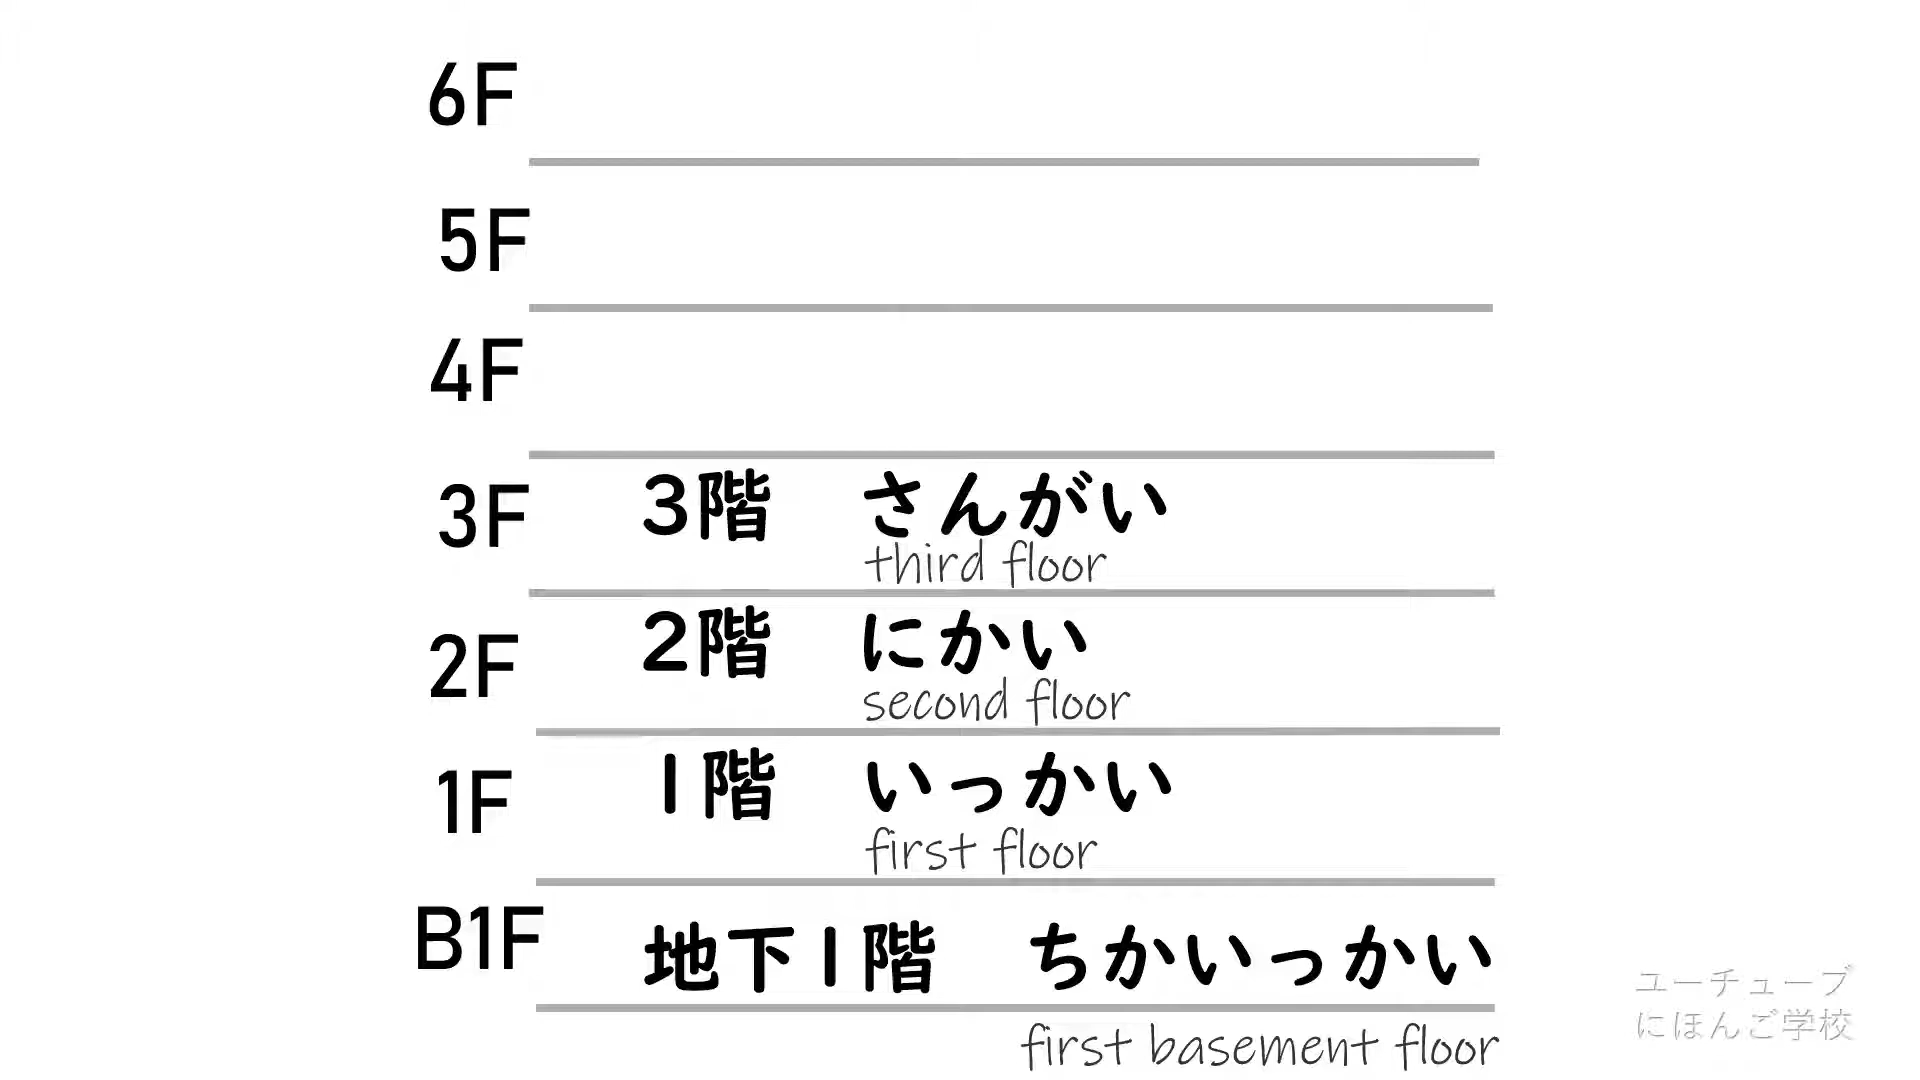 6F
5F
4F
3F 3階 さんがい
third floor
2F 2階 にかい
second floor
1F 1階 いっかい
first floor
B1F 地下1階 ちかいっかい
first basement floor
ユーチューブ
にほんご学校